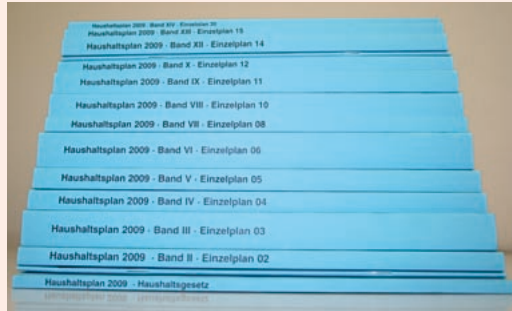 Haushaltsplan 2009 · Band XIV · Einzelplan 20
Haushaltsplan 2009 · Band XIII · Einzelplan 15
Haushaltsplan 2009 · Band XII · Einzelplan 14
Haushaltsplan 2009 · Band X · Einzelplan 12
Haushaltsplan 2009 · Band IX · Einzelplan 11
Haushaltsplan 2009 · Band VIII · Einzelplan 10
Haushaltsplan 2009 · Band VII · Einzelplan 08
Haushaltsplan 2009 · Band VI · Einzelplan 06
Haushaltsplan 2009 · Band V · Einzelplan 05
Haushaltsplan 2009 · Band IV · Einzelplan 04
Haushaltsplan 2009 · Band III · Einzelplan 03
Haushaltsplan 2009 · Band II · Einzelplan 02
Haushaltsplan 2009 · Haushaltsgesetz